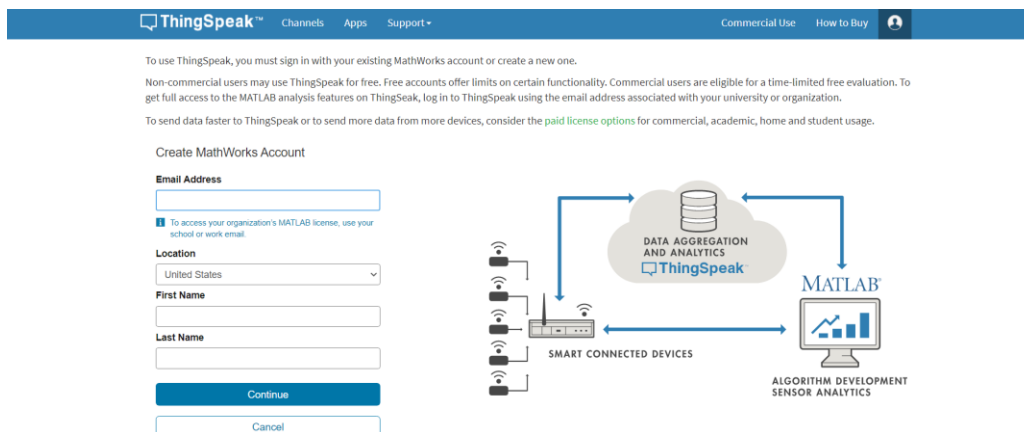 ThingSpeak™ Channels Apps Support Commercial Use How to Buy
To use ThingSpeak, you must sign in with your existing MathWorks account or create a new one.
Non-commercial users may use ThingSpeak for free. Free accounts offer limits on certain functionality. Commercial users are eligible for a time-limited free evaluation. To
get full access to the MATLAB analysis features on ThingSeak, log in to ThingSpeak using the email address associated with your university or organization.
To send data faster to ThingSpeak or to send more data from more devices, consider the paid license options for commercial, academic, home and student usage.
Create MathWorks Account
Email Address
To access your organization's MATLAB license, use your
school or work email.
Location
United States
First Name
Last Name
Continue
Cancel
DATA AGGREGATION
AND ANALYTICS
ThingSpeak™
SMART CONNECTED DEVICES
MATLAB®
ALGORITHM DEVELOPMENT
SENSOR ANALYTICS